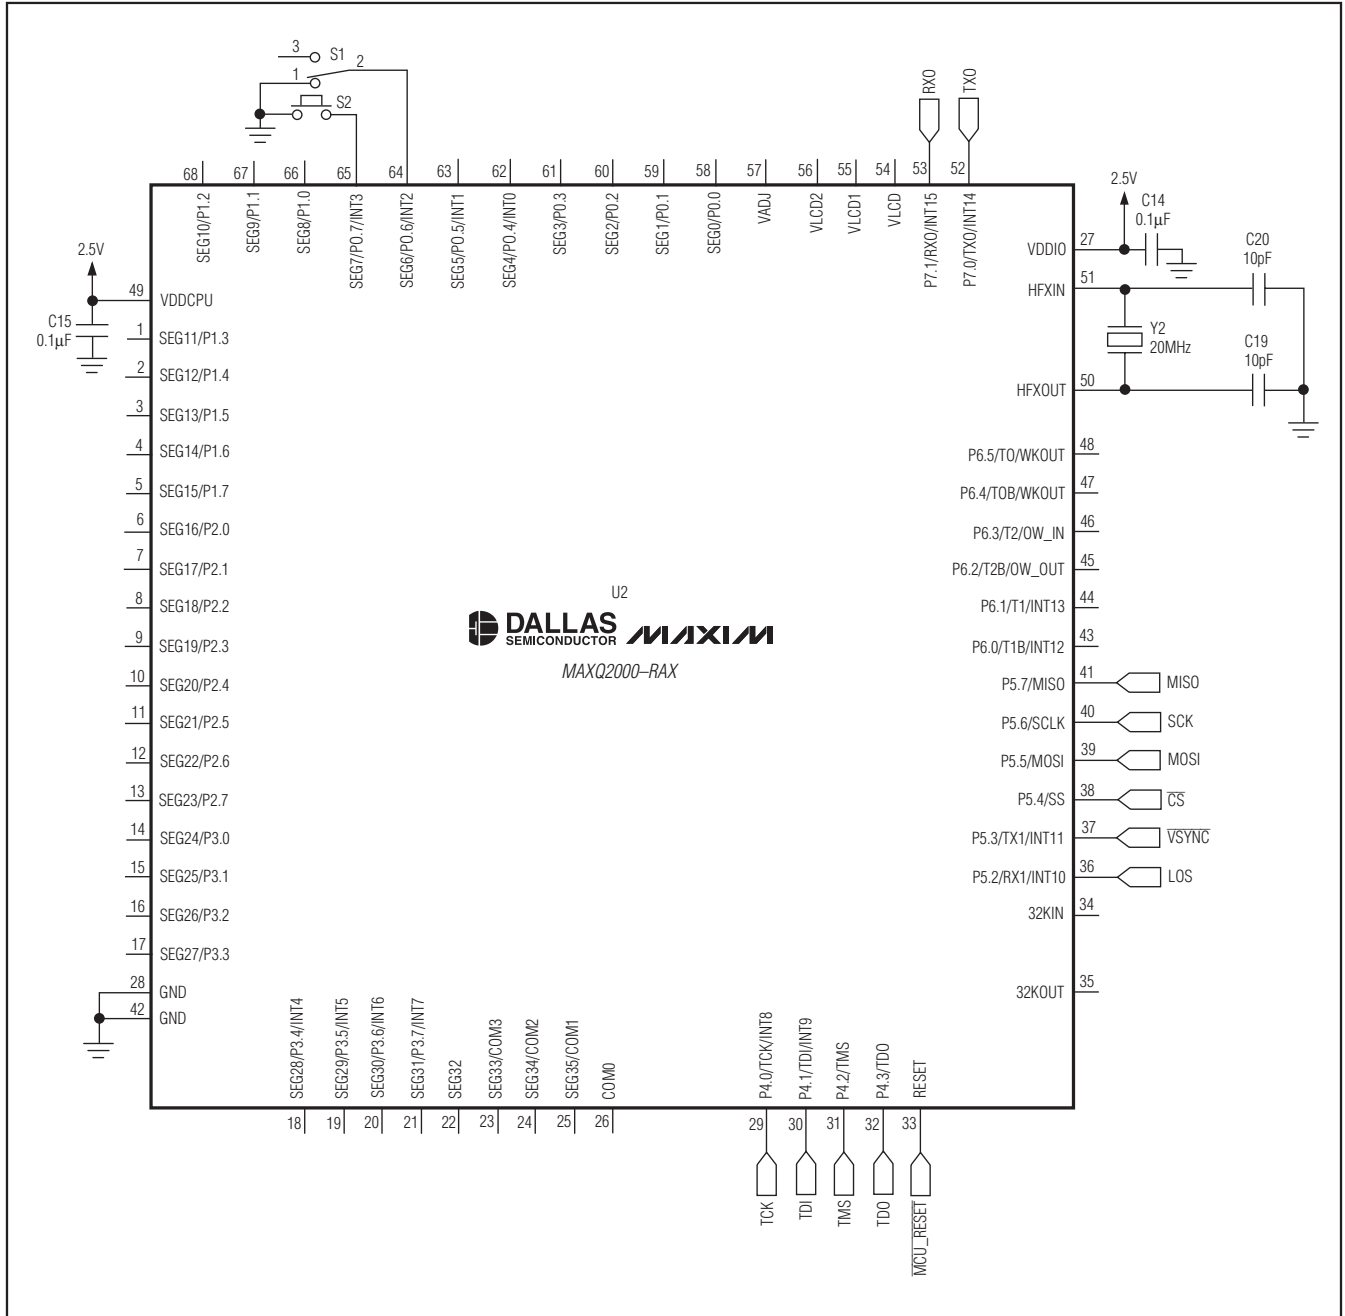 3
S1
2
1
S2
RXO
TXO
68
67
66
65
64
63
62
61
60
59
58
57
56
55
54
53
52
SEG10/P1.2
SEG9/P1.1
SEG8/P1.0
SEG7/PO.7/INT3
SEG6/PO.6/INT2
SEG5/PO.5/INT1
SEG4/PO.4/INT0
SEG3/P0.3
SEG2/P0.2
SEG1/P0.1
SEG0/P0.0
VADJ
VLCD2
VLCD1
VLCD
P7.1/RXO/INT15
P7.0/TXO/INT14
2.5V
49
VDDCPU
C15
0.1µF
1
SEG11/P1.3
2
SEG12/P1.4
3
SEG13/P1.5
4
SEG14/P1.6
5
SEG15/P1.7
6
SEG16/P2.0
7
SEG17/P2.1
8
SEG18/P2.2
9
SEG19/P2.3
10
SEG20/P2.4
11
SEG21/P2.5
12
SEG22/P2.6
13
SEG23/P2.7
14
SEG24/P3.0
15
SEG25/P3.1
16
SEG26/P3.2
17
SEG27/P3.3
28
GND
42
GND
U2
DALLAS
SEMICONDUCTOR
MAXIM
MAXQ2000–RAX
2.5V
C14
0.1µF
VDDIO
27
HFXIN
51
C20
10pF
Y2
20MHz
C19
10pF
HFXOUT
50
P6.5/TO/WKOUT
48
P6.4/TOB/WKOUT
47
P6.3/T2/OW_IN
46
P6.2/T2B/OW_OUT
45
P6.1/T1/INT13
44
P6.0/T1B/INT12
43
P5.7/MISO
41
MISO
P5.6/SCLK
40
SCK
P5.5/MOSI
39
MOSI
P5.4/SS
38
CS
P5.3/TX1/INT11
37
VSYNC
P5.2/RX1/INT10
36
LOS
32KIN
34
32KOUT
35
SEG28/P3.4/INT4
SEG29/P3.5/INT5
SEG30/P3.6/INT6
SEG31/P3.7/INT7
SEG32
SEG33/COM3
SEG34/COM2
SEG35/COM1
COM0
P4.0/TCK/INT8
P4.1/TDI/INT9
P4.2/TMS
P4.3/TDO
RESET
18
19
20
21
22
23
24
25
26
29
30
31
32
33
TCK
TDI
TMS
TDO
MCU_RESET